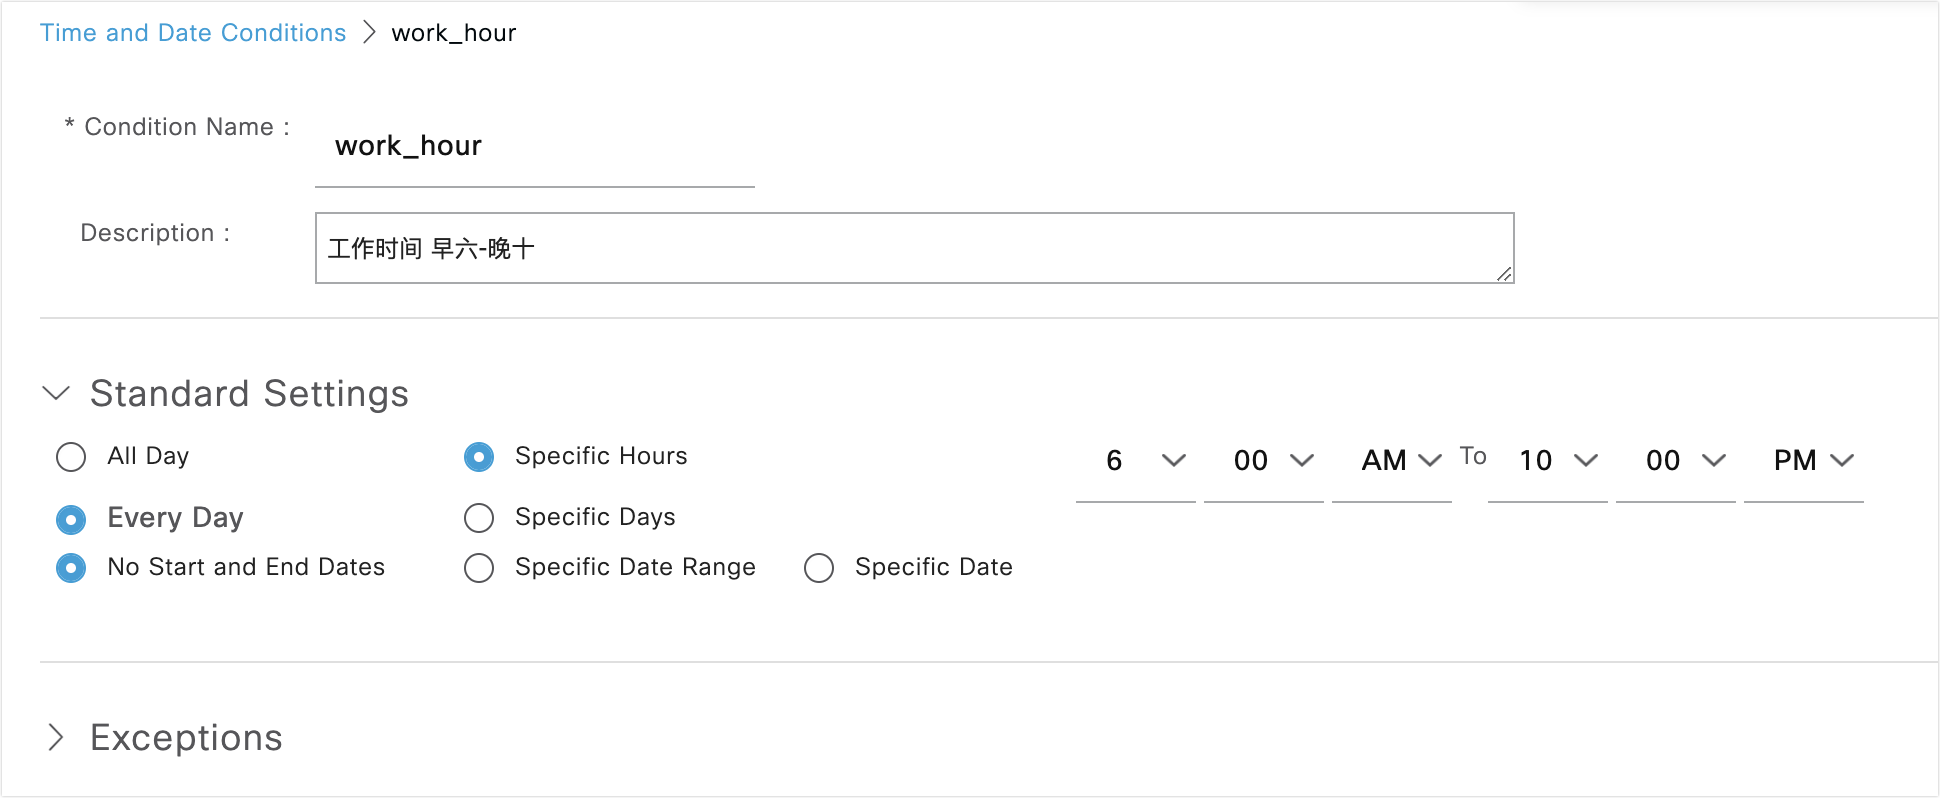 Time and Date Conditions > work_hour
* Condition Name :
work_hour
Description :
工作时间 早六-晚十
Standard Settings
All Day Specific Hours 6 00 AM To 10 00 PM
Every Day Specific Days
No Start and End Dates Specific Date Range Specific Date
Exceptions